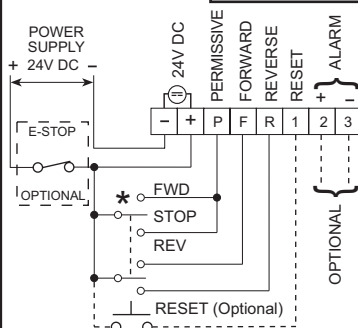 POWER
SUPPLY
+ 24V DC −
24V DC
PERMISSIVE
FORWARD
REVERSE
RESET
ALARM
+ −
− + P F R 1 2 3
E-STOP
OPTIONAL
* FWD
STOP
REV
OPTIONAL
RESET (Optional)